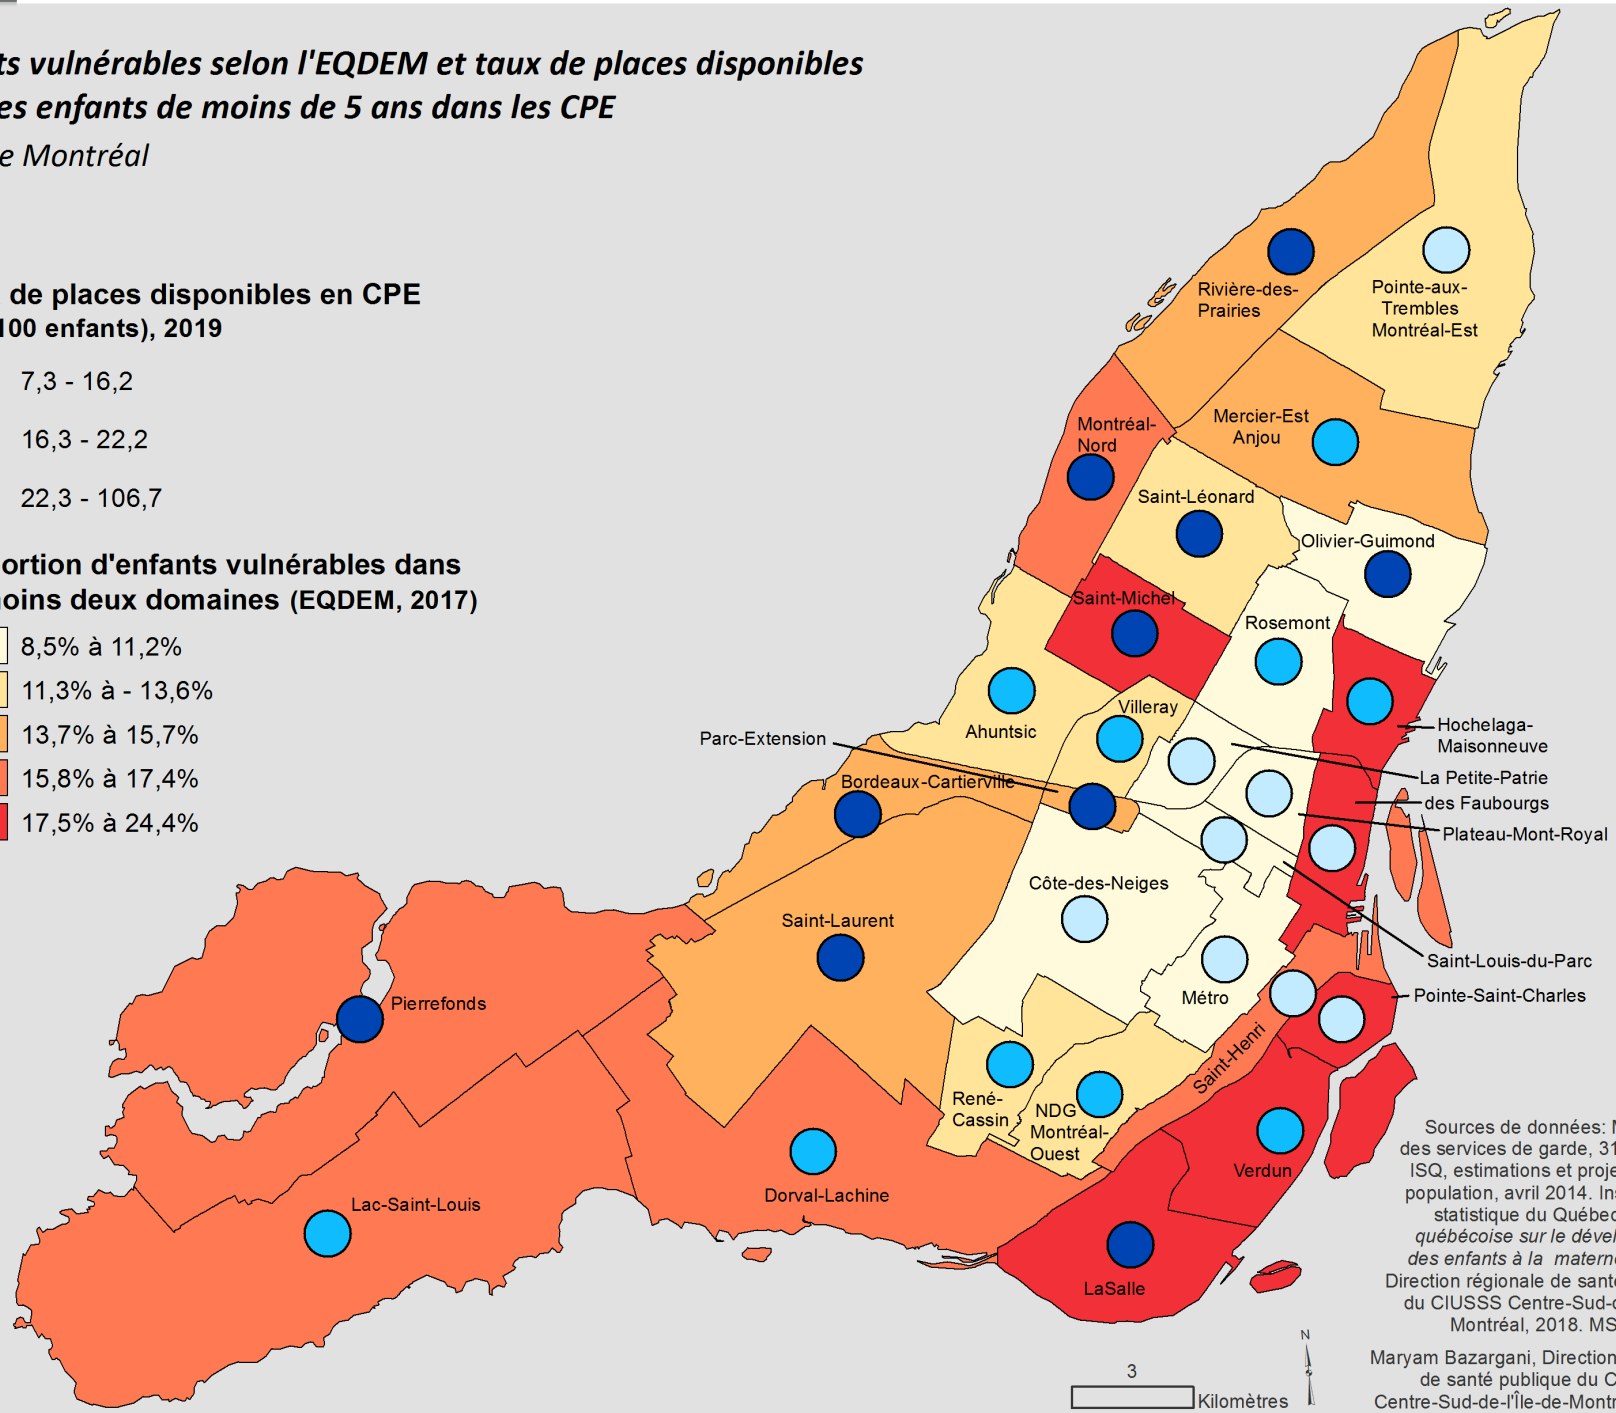 ts vulnérables selon l'EQDEM et taux de places disponibles
es enfants de moins de 5 ans dans les CPE
e Montréal
de places disponibles en CPE
100 enfants), 2019
7,3 - 16,2
16,3 - 22,2
22,3 - 106,7
ortion d'enfants vulnérables dans
moins deux domaines (EQDEM, 2017)
8,5% à 11,2%
11,3% à - 13,6%
13,7% à 15,7%
15,8% à 17,4%
17,5% à 24,4%
Rivière-des-
Prairies
Pointe-aux-
Trembles
Montréal-Est
Mercier-Est
Anjou
Montréal-
Nord
Saint-Léonard
Olivier-Guimond
Saint-Michel
Rosemont
Ahuntsic
Villeray
Parc-Extension
Bordeaux-Cartierville
Hochelaga-
Maisonneuve
La Petite-Patrie
des Faubourgs
Plateau-Mont-Royal
Côte-des-Neiges
Saint-Laurent
Saint-Louis-du-Parc
Métro
Pointe-Saint-Charles
Pierrefonds
Saint-Henri
René-
Cassin
NDG
Montréal-
Ouest
Verdun
Dorval-Lachine
Lac-Saint-Louis
LaSalle
Sources de données: M
des services de garde, 31
ISQ, estimations et proje
population, avril 2014. Ins
statistique du Québec
québécoise sur le dével
des enfants à la materne
Direction régionale de santé
du CIUSSS Centre-Sud-d
Montréal, 2018. MS
N
3
Kilomètres
Maryam Bazargani, Direction
de santé publique du C
Centre-Sud-de-l'Île-de-Montr